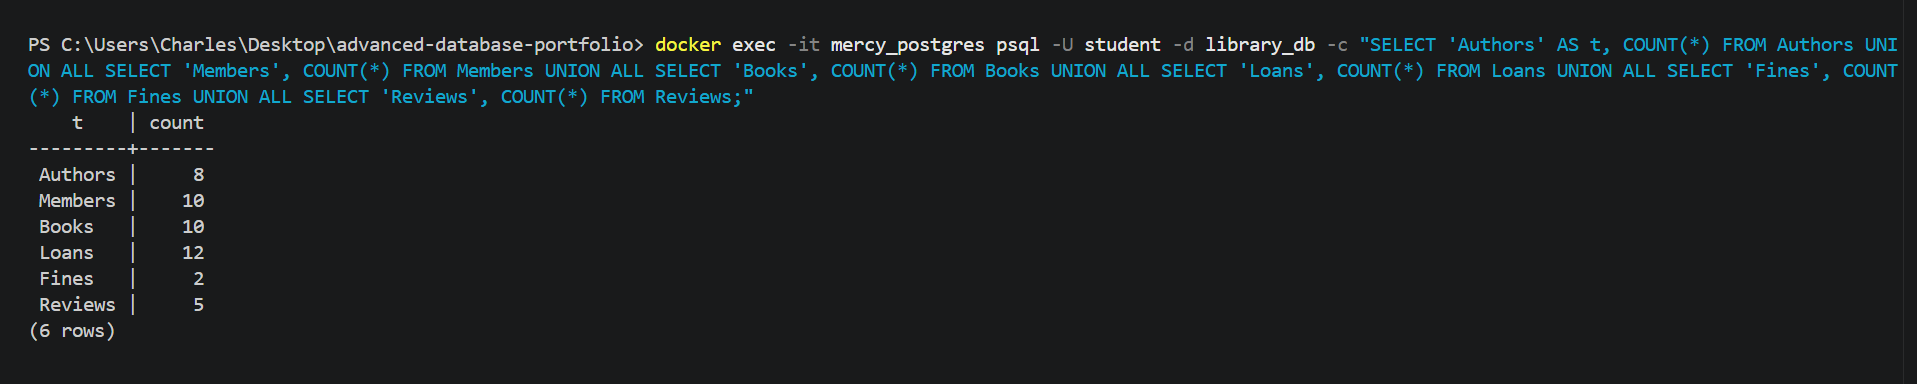 PS C:\Users\Charles\Desktop\advanced-database-portfolio> docker exec -it mercy_postgres psql -U student -d library_db -c "SELECT 'Authors' AS t, COUNT(*) FROM Authors UNI
ON ALL SELECT 'Members', COUNT(*) FROM Members UNION ALL SELECT 'Books', COUNT(*) FROM Books UNION ALL SELECT 'Loans', COUNT(*) FROM Loans UNION ALL SELECT 'Fines', COUNT
(*) FROM Fines UNION ALL SELECT 'Reviews', COUNT(*) FROM Reviews;"
    t    | count
---------+-------
 Authors |     8
 Members |    10
 Books   |    10
 Loans   |    12
 Fines   |     2
 Reviews |     5
(6 rows)